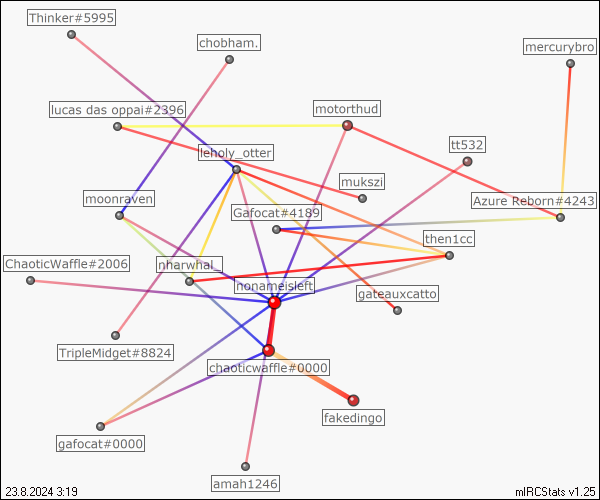 Thinker#5995
chobham.
mercurybro
lucas das oppai#2396
motorthud
leholy_otter
tt532
mukszi
moonraven
Azure Reborn#4243
Gafocat#4189
then1cc
ChaoticWaffle#2006
nharwhal_
nonameisleft
gateauxcatto
TripleMidget#8824
chaoticwaffle#0000
fakedingo
gafocat#0000
amah1246
23.8.2024 3:19
mIRCStats v1.25